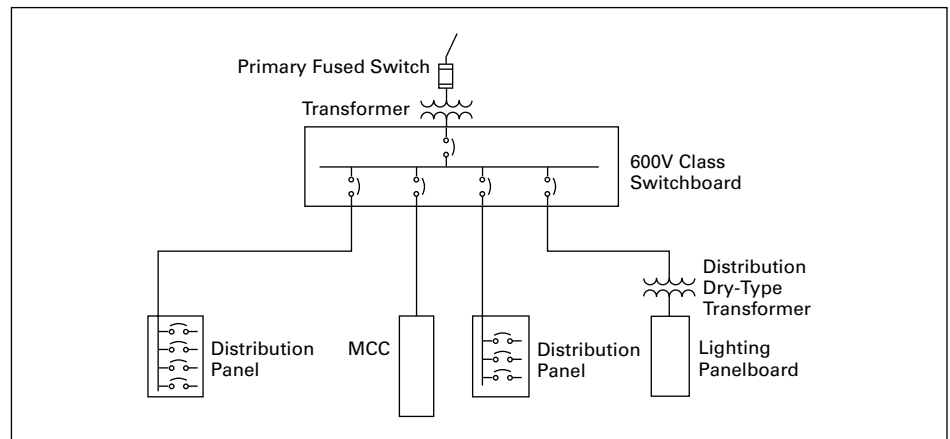 Primary Fused Switch
Transformer
600V Class
Switchboard
Distribution
Dry-Type
Transformer
Distribution
Panel
MCC
Distribution
Panel
Lighting
Panelboard